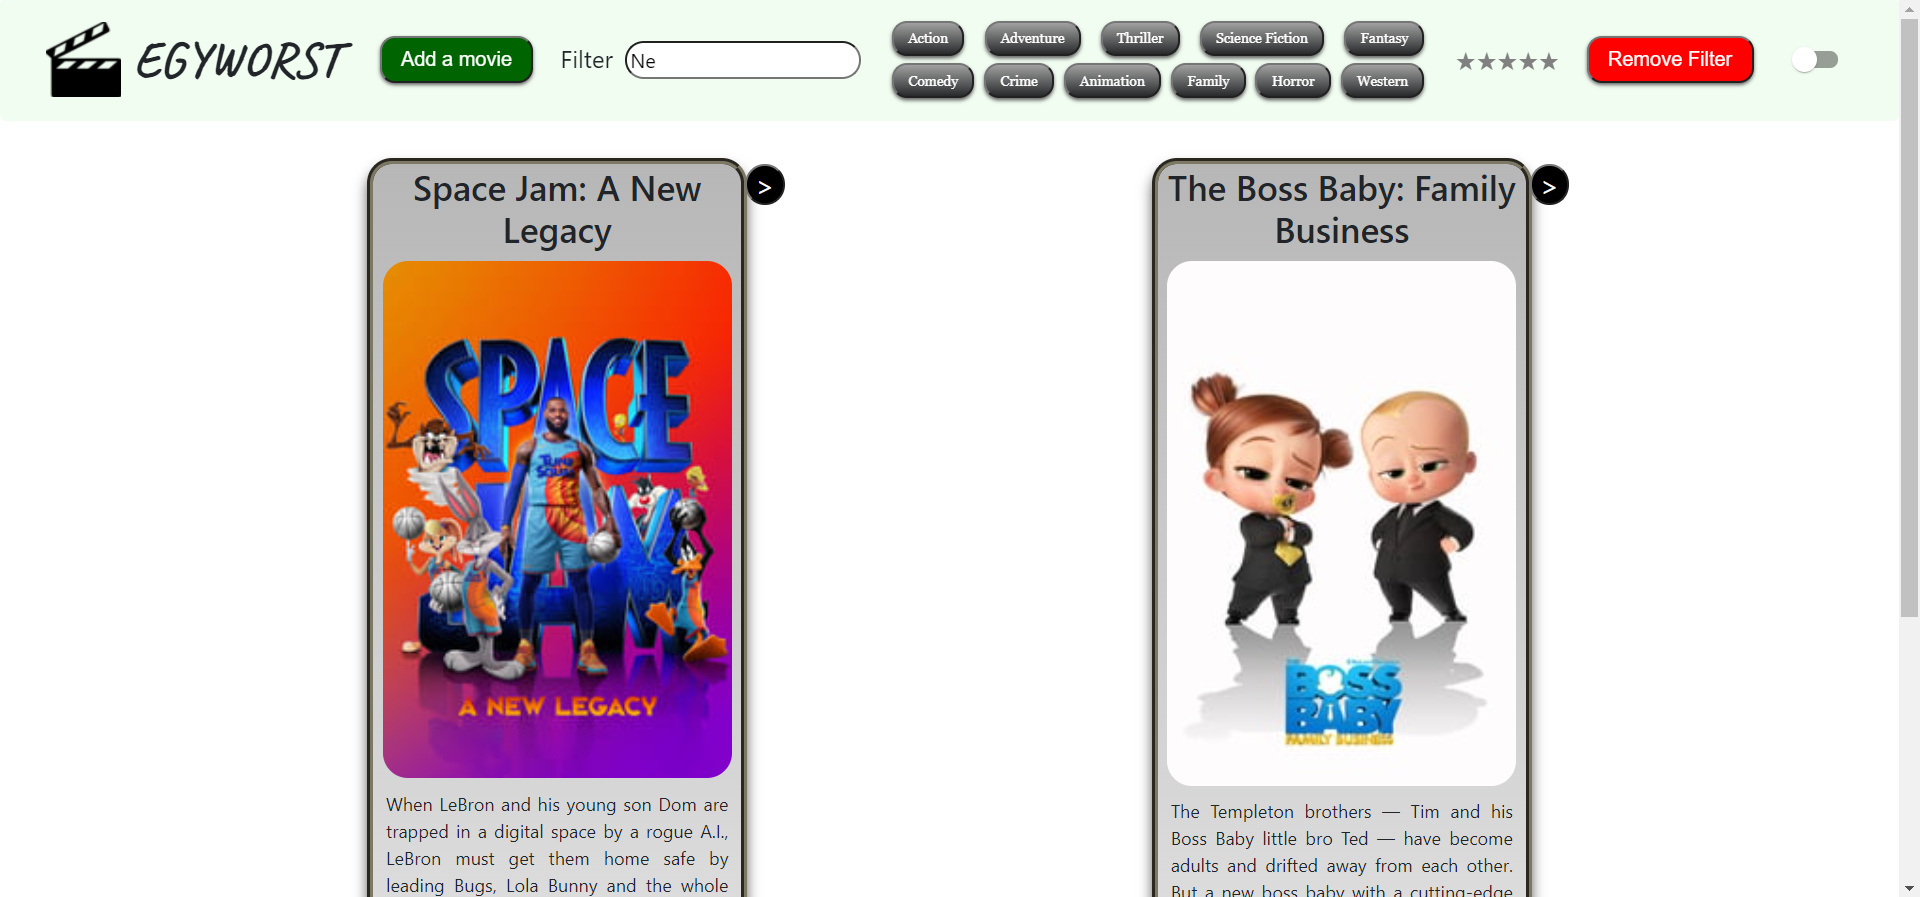 EGYWORST
Add a movie
Filter
Ne
Action
Adventure
Thriller
Science Fiction
Fantasy
Comedy
Crime
Animation
Family
Horror
Western
★★★★★
Remove Filter
Space Jam: A New
Legacy
>
SPACE
JAM
TUNE
SQUAD
A NEW LEGACY
When LeBron and his young son Dom are
trapped in a digital space by a rogue A.I.,
LeBron must get them home safe by
leading Bugs, Lola Bunny and the whole
The Boss Baby: Family
Business
>
THE
BOSS
BABY
FAMILY BUSINESS
The Templeton brothers — Tim and his
Boss Baby little bro Ted — have become
adults and drifted away from each other.
But a new boss baby with a cutting-edge